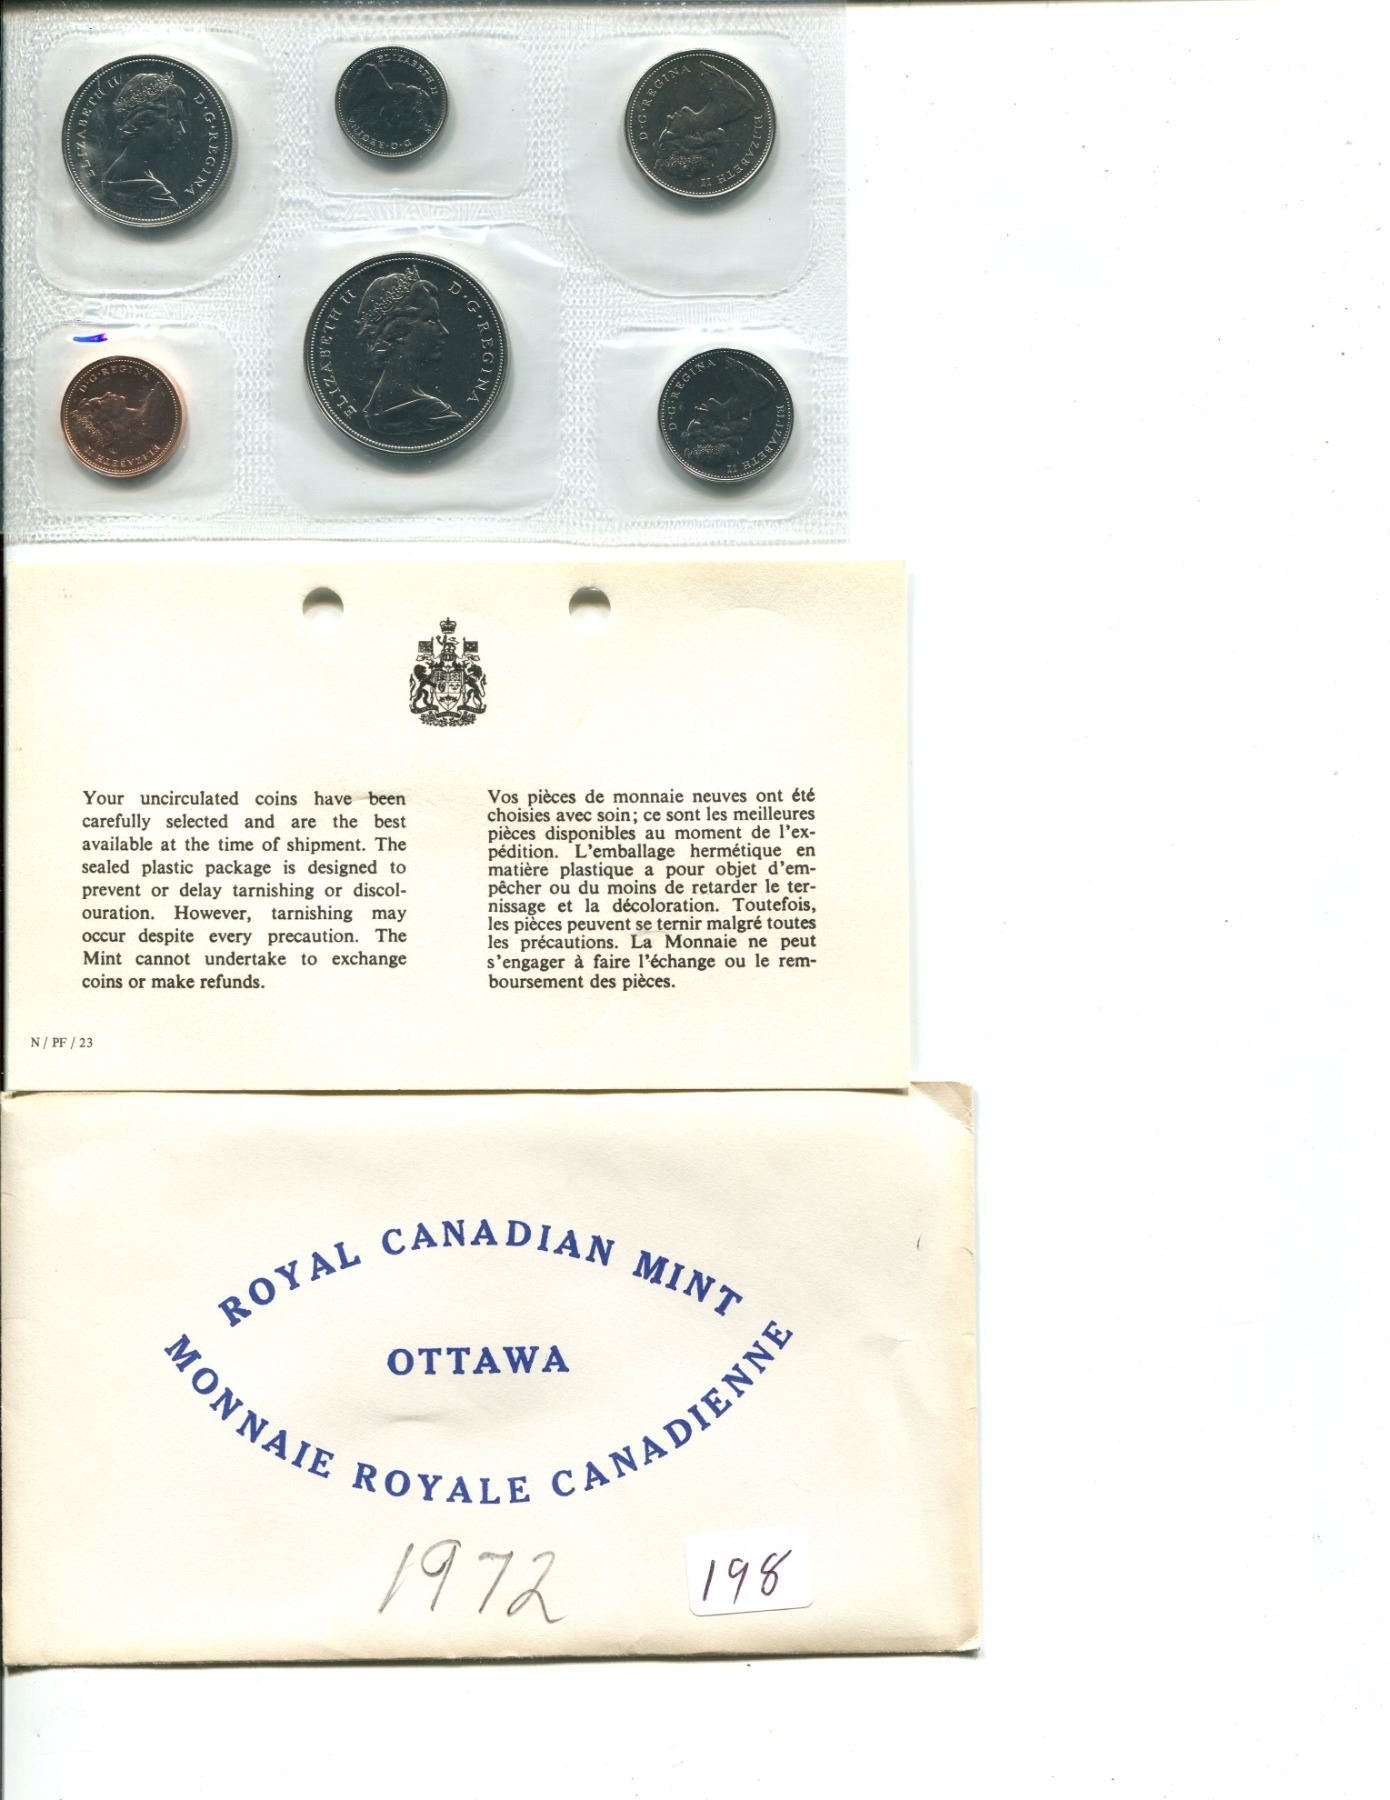 ELIZABETH II D·G·REGINA
ELIZABETH II D·G·REGINA
ELIZABETH II D·G·REGINA
CANADA
ELIZABETH II D·G·REGINA
ELIZABETH II D·G·REGINA
ELIZABETH II D·G·REGINA
Your uncirculated coins have been
carefully selected and are the best
available at the time of shipment. The
sealed plastic package is designed to
prevent or delay tarnishing or discol-
ouration. However, tarnishing may
occur despite every precaution. The
Mint cannot undertake to exchange
coins or make refunds.
Vos pièces de monnaie neuves ont été
choisies avec soin; ce sont les meilleures
pièces disponibles au moment de l'ex-
pédition. L'emballage hermétique en
matière plastique a pour objet d'em-
pêcher ou du moins de retarder le ter-
nissage et la décoloration. Toutefois,
les pièces peuvent se ternir malgré toutes
les précautions. La Monnaie ne peut
s'engager à faire l'échange ou le rem-
boursement des pièces.
N / PF / 23
ROYAL CANADIAN MINT
OTTAWA
MONNAIE ROYALE CANADIENNE
1972
198